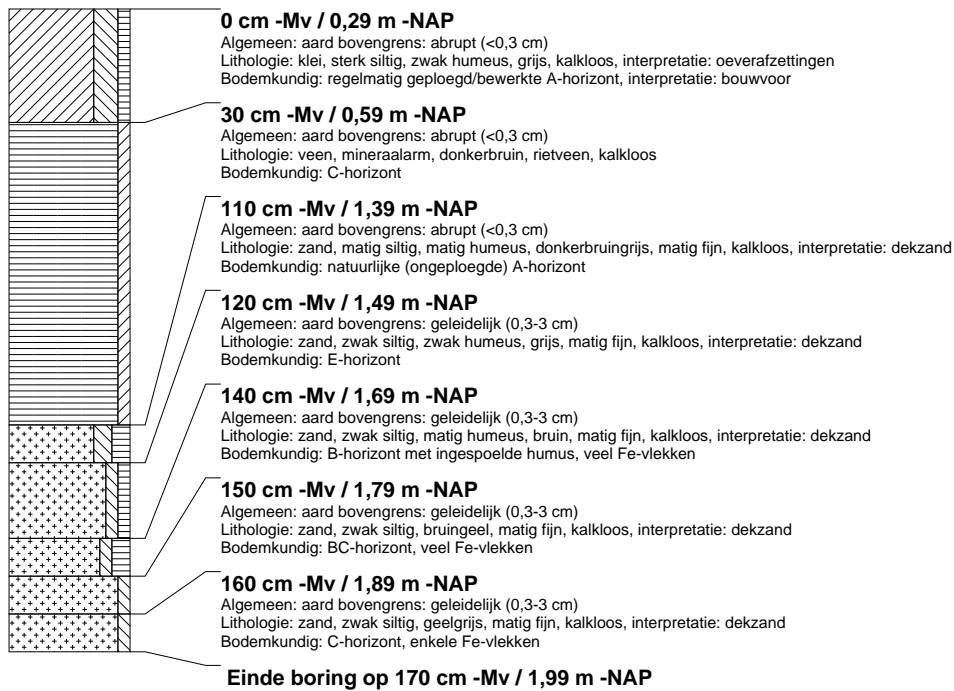 0 cm -Mv / 0,29 m -NAP
Algemeen: aard bovengrens: abrupt (<0,3 cm)
Lithologie: klei, sterk siltig, zwak humeus, grijs, kalkloos, interpretatie: oeverafzettingen
Bodemkundig: regelmatig geploegd/bewerkte A-horizont, interpretatie: bouwvoor
30 cm -Mv / 0,59 m -NAP
Algemeen: aard bovengrens: abrupt (<0,3 cm)
Lithologie: veen, mineraalarm, donkerbruin, rietveen, kalkloos
Bodemkundig: C-horizont
110 cm -Mv / 1,39 m -NAP
Algemeen: aard bovengrens: abrupt (<0,3 cm)
Lithologie: zand, matig siltig, matig humeus, donkerbruingrijs, matig fijn, kalkloos, interpretatie: dekzand
Bodemkundig: natuurlijke (ongeploegde) A-horizont
120 cm -Mv / 1,49 m -NAP
Algemeen: aard bovengrens: geleidelijk (0,3-3 cm)
Lithologie: zand, zwak siltig, zwak humeus, grijs, matig fijn, kalkloos, interpretatie: dekzand
Bodemkundig: E-horizont
140 cm -Mv / 1,69 m -NAP
Algemeen: aard bovengrens: geleidelijk (0,3-3 cm)
Lithologie: zand, zwak siltig, matig humeus, bruin, matig fijn, kalkloos, interpretatie: dekzand
Bodemkundig: B-horizont met ingespoelde humus, veel Fe-vlekken
150 cm -Mv / 1,79 m -NAP
Algemeen: aard bovengrens: geleidelijk (0,3-3 cm)
Lithologie: zand, zwak siltig, bruingeel, matig fijn, kalkloos, interpretatie: dekzand
Bodemkundig: BC-horizont, veel Fe-vlekken
160 cm -Mv / 1,89 m -NAP
Algemeen: aard bovengrens: geleidelijk (0,3-3 cm)
Lithologie: zand, zwak siltig, geelgrijs, matig fijn, kalkloos, interpretatie: dekzand
Bodemkundig: C-horizont, enkele Fe-vlekken
Einde boring op 170 cm -Mv / 1,99 m -NAP